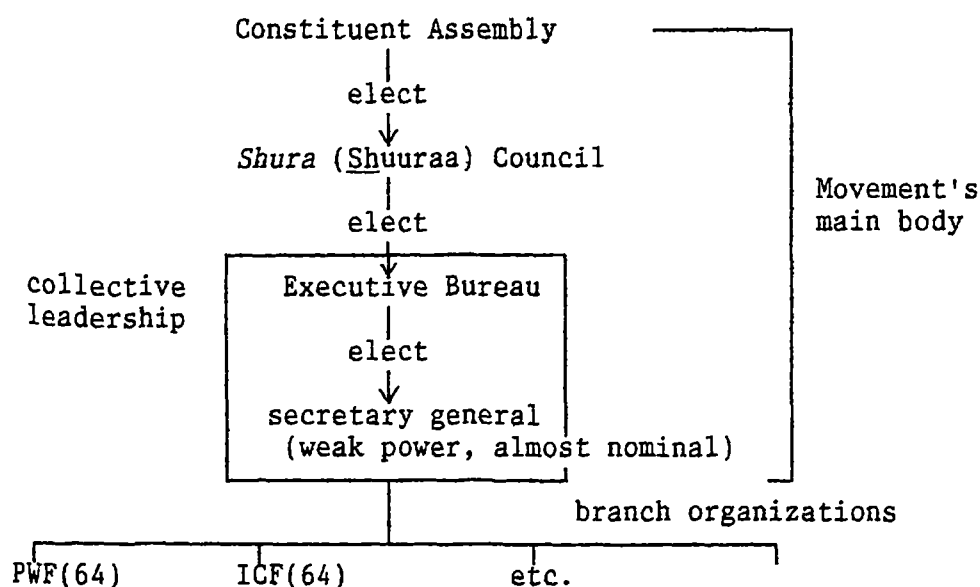 Constituent Assembly
elect
Shura (Shuuraa) Council
elect
Movement's
main body
collective
leadership
Executive Bureau
elect
secretary general
(weak power, almost nominal)
branch organizations
PWF(64)
ICF(64)
etc.